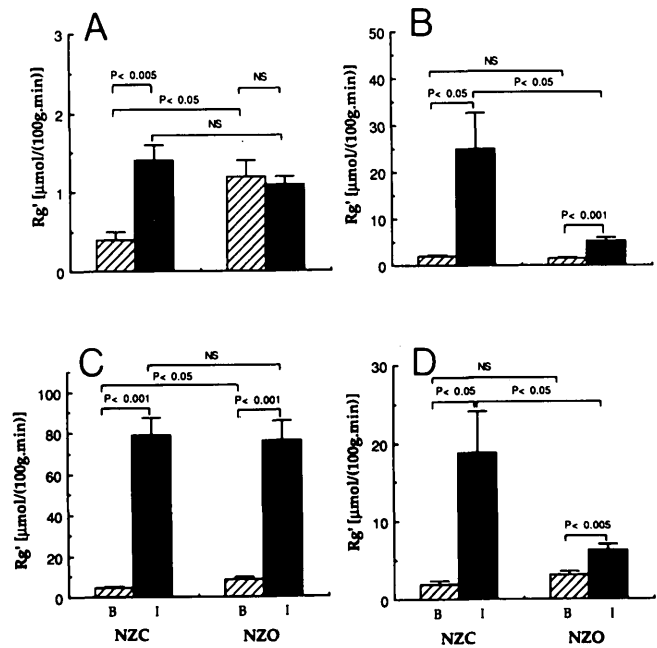 A
Rg' [µmol/(100g.min)]
3
2
1
0
P< 0.005
P< 0.05
NS
NS
B
Rg' [µmol/(100g.min)]
50
40
30
20
10
0
NS
P< 0.05
P< 0.05
P< 0.001
C
Rg' [µmol/(100g.min)]
100
80
60
40
20
0
NS
P< 0.05
P< 0.001
P< 0.001
B I B I
NZC NZO
D
Rg' [µmol/(100g.min)]
30
20
10
0
NS
P< 0.05
P< 0.05
P< 0.005
B I B I
NZC NZO